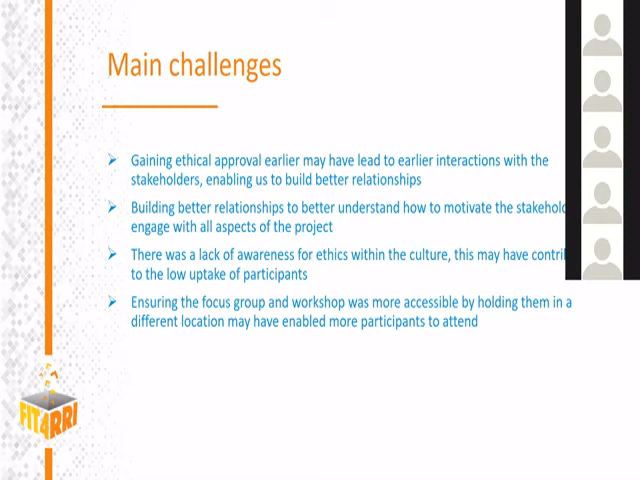 Main challenges
Gaining ethical approval earlier may have lead to earlier interactions with the
stakeholders, enabling us to build better relationships
Building better relationships to better understand how to motivate the
engage with all aspects of the project
There was a lack of awareness for ethics within the culture, this may have
to the low uptake of participants
Ensuring the focus group and workshop was more accessible by holding them in a
different location may have enabled more participants to attend
FIT4RRI